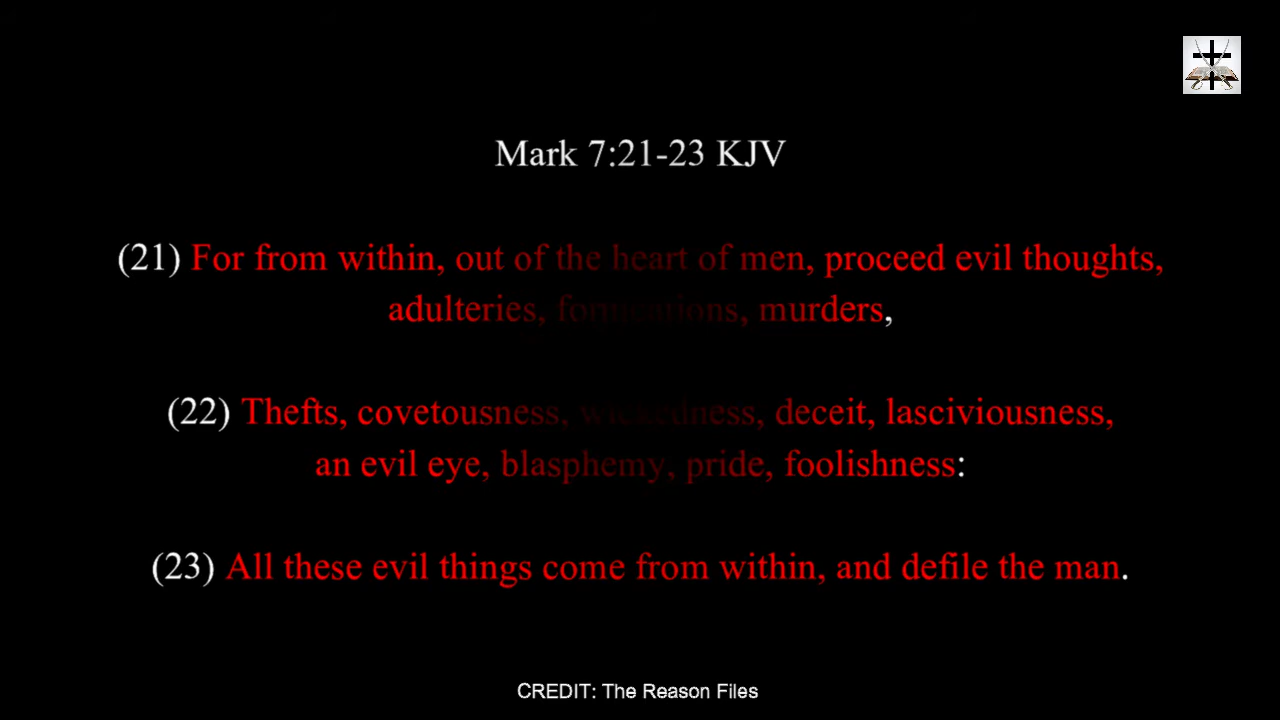 Mark 7:21-23 KJV
(21) For from within, out of the heart of men, proceed evil thoughts,
adulteries, fornications, murders,
(22) Thefts, covetousness, wickedness, deceit, lasciviousness,
an evil eye, blasphemy, pride, foolishness:
(23) All these evil things come from within, and defile the man.
CREDIT: The Reason Files